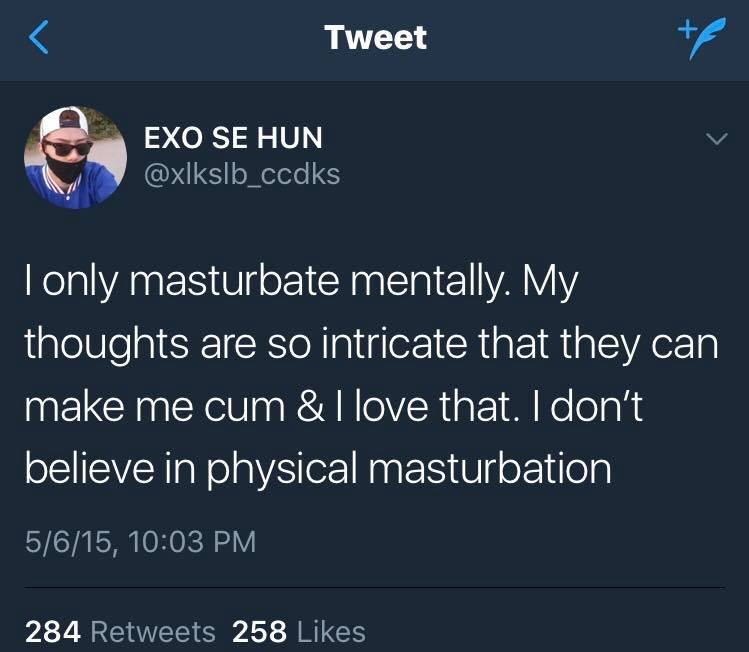 Tweet
EXO SE HUN
@xlkslb_ccdks
I only masturbate mentally. My
thoughts are so intricate that they can
make me cum & I love that. I don’t
believe in physical masturbation
5/6/15, 10:03 PM
284 Retweets 258 Likes